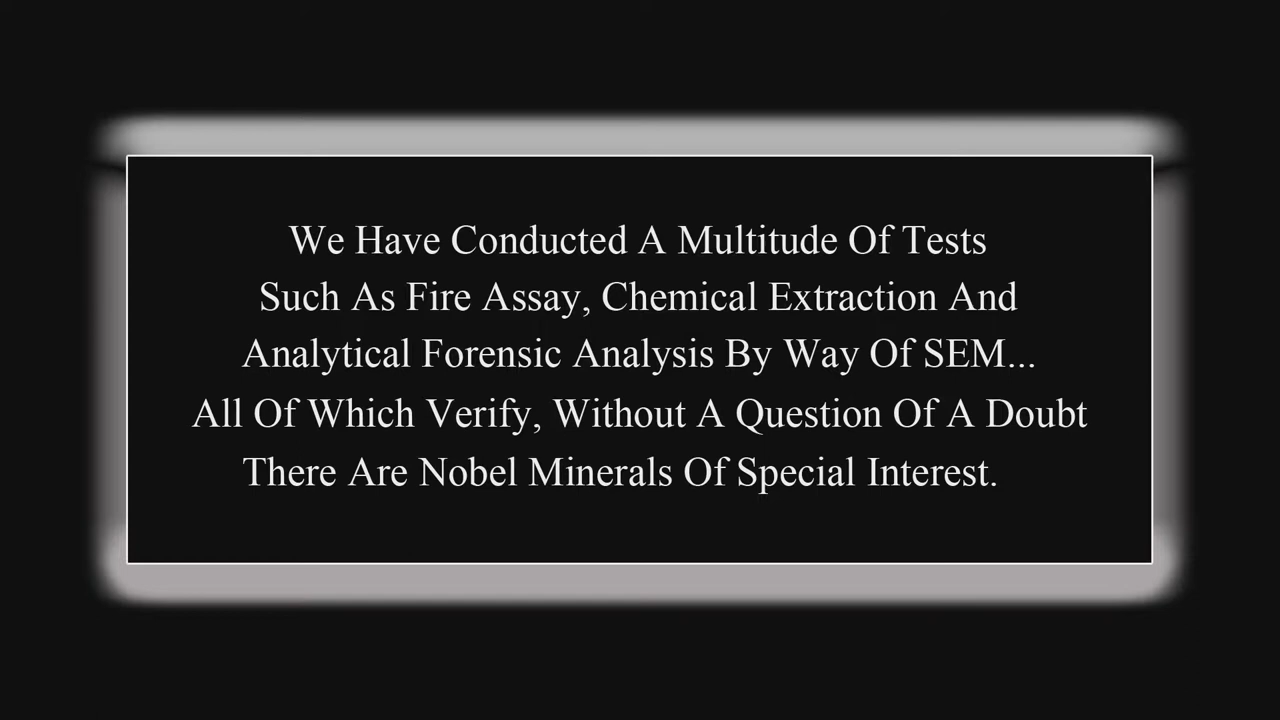 We Have Conducted A Multitude Of Tests
Such As Fire Assay, Chemical Extraction And
Analytical Forensic Analysis By Way Of SEM...
All Of Which Verify, Without A Question Of A Doubt
There Are Nobel Minerals Of Special Interest.